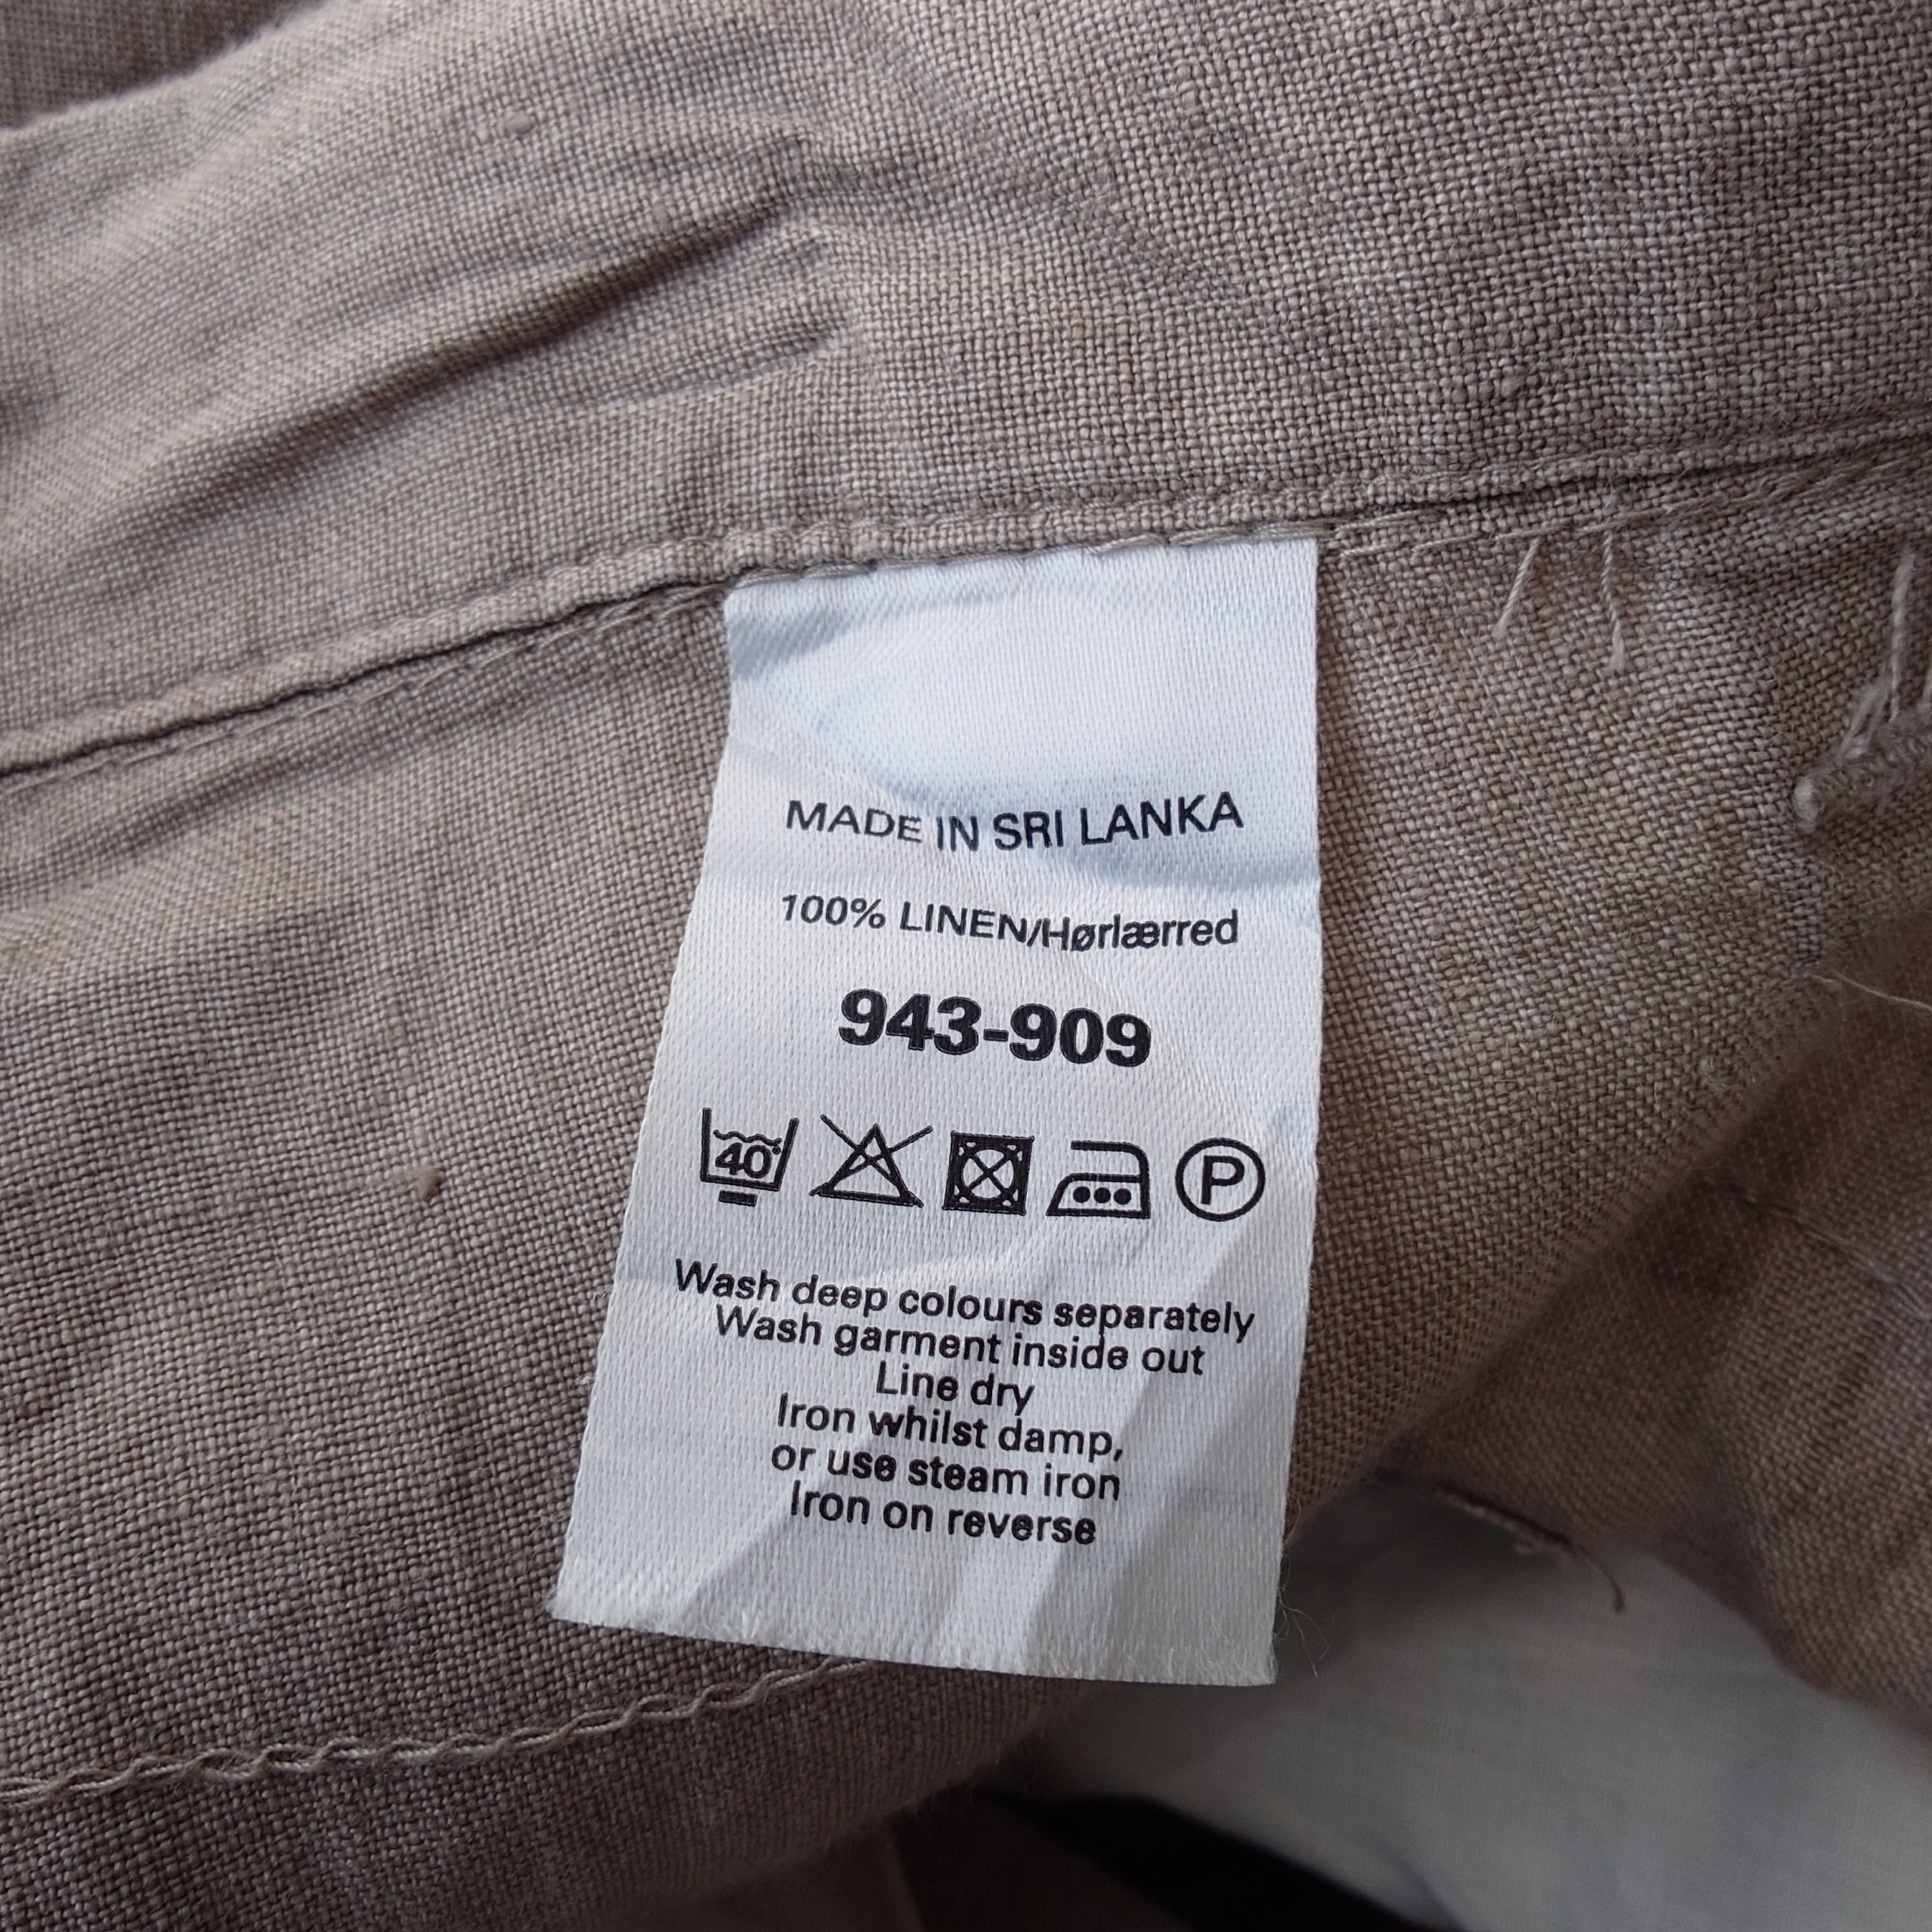 MADE IN SRI LANKA
100% LINEN/Hørlærred
943-909
40° P
Wash deep colours separately
Wash garment inside out
Line dry
Iron whilst damp,
or use steam iron
Iron on reverse